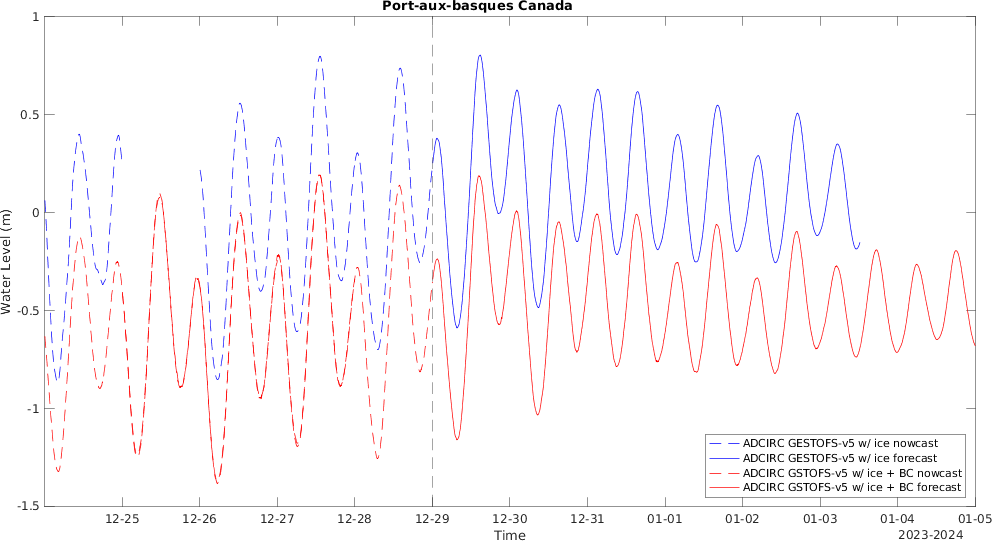 Port-aux-basques Canada
1
0.5
0
-0.5
-1
-1.5
Water Level (m)
12-25 12-26 12-27 12-28 12-29 12-30 12-31 01-01 01-02 01-03 01-04 01-05
Time
2023-2024
ADCIRC GESTOFS-v5 w/ ice nowcast
ADCIRC GESTOFS-v5 w/ ice forecast
ADCIRC GSTOFS-v5 w/ ice + BC nowcast
ADCIRC GSTOFS-v5 w/ ice + BC forecast